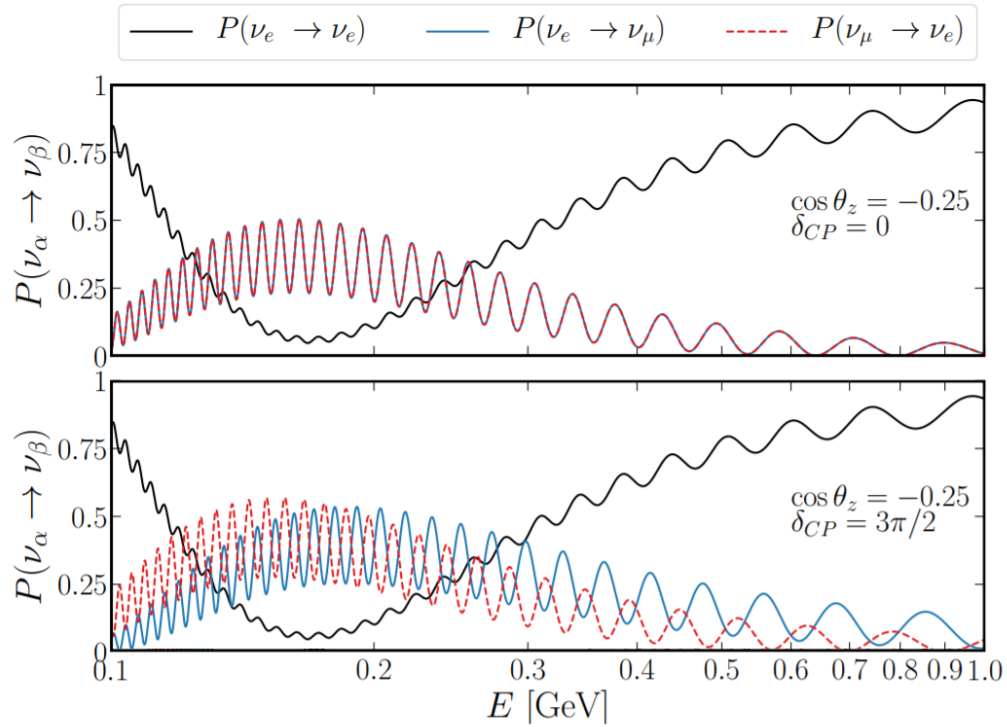 P(νe → νe) P(νe → νμ) P(νμ → νe)
1
0.75
0.5
0.25
0
P(να → νβ)
cos θz = −0.25
δCP = 0
1
0.75
0.5
0.25
0
P(να → νβ)
cos θz = −0.25
δCP = 3π/2
0.1 0.2 0.3 0.4 0.5 0.6 0.7 0.8 0.9 1.0
E [GeV]